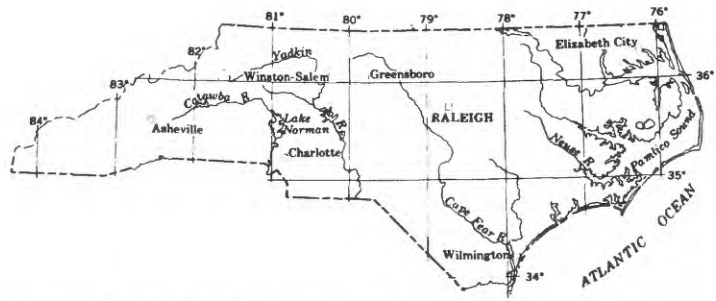 81°
80°
79°
78°
77°
76°
82°
83°
84°
Yadkin
Elizabeth City
Winston-Salem
Greensboro
36°
Catawba R
Lake
Norman
RALEIGH
Asheville
Charlotte
Neuse R
Pamlico Sound
35°
Cape Fear R
Wilmington
34°
ATLANTIC OCEAN